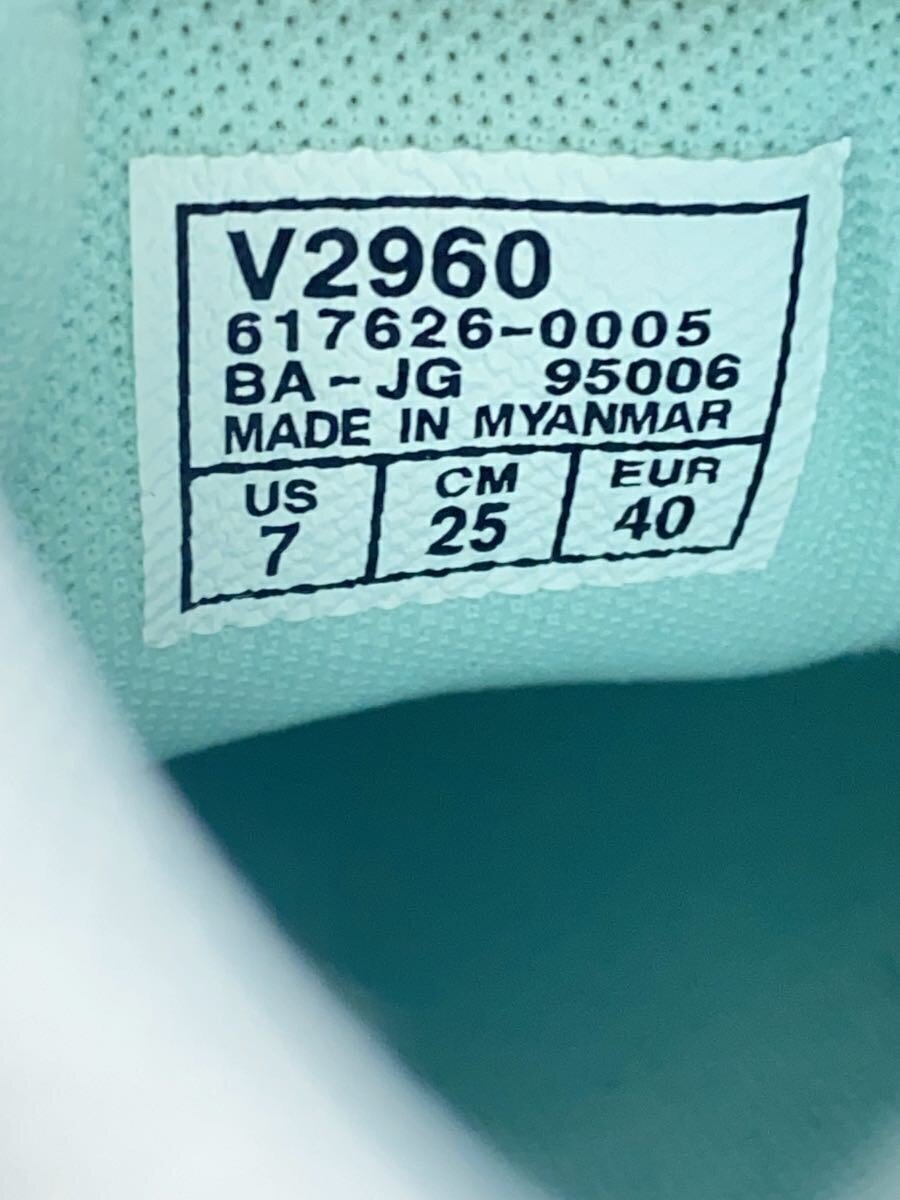 V2960
617626-0005
BA-JG 95006
MADE IN MYANMAR
US CM EUR
7 25 40